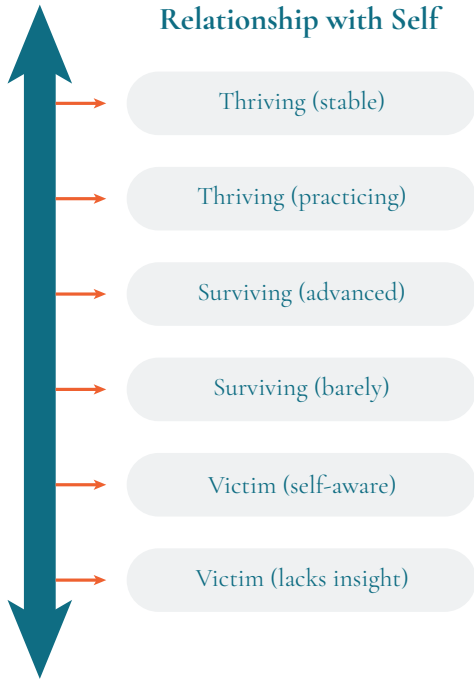 Relationship with Self
Thriving (stable)
Thriving (practicing)
Surviving (advanced)
Surviving (barely)
Victim (self-aware)
Victim (lacks insight)